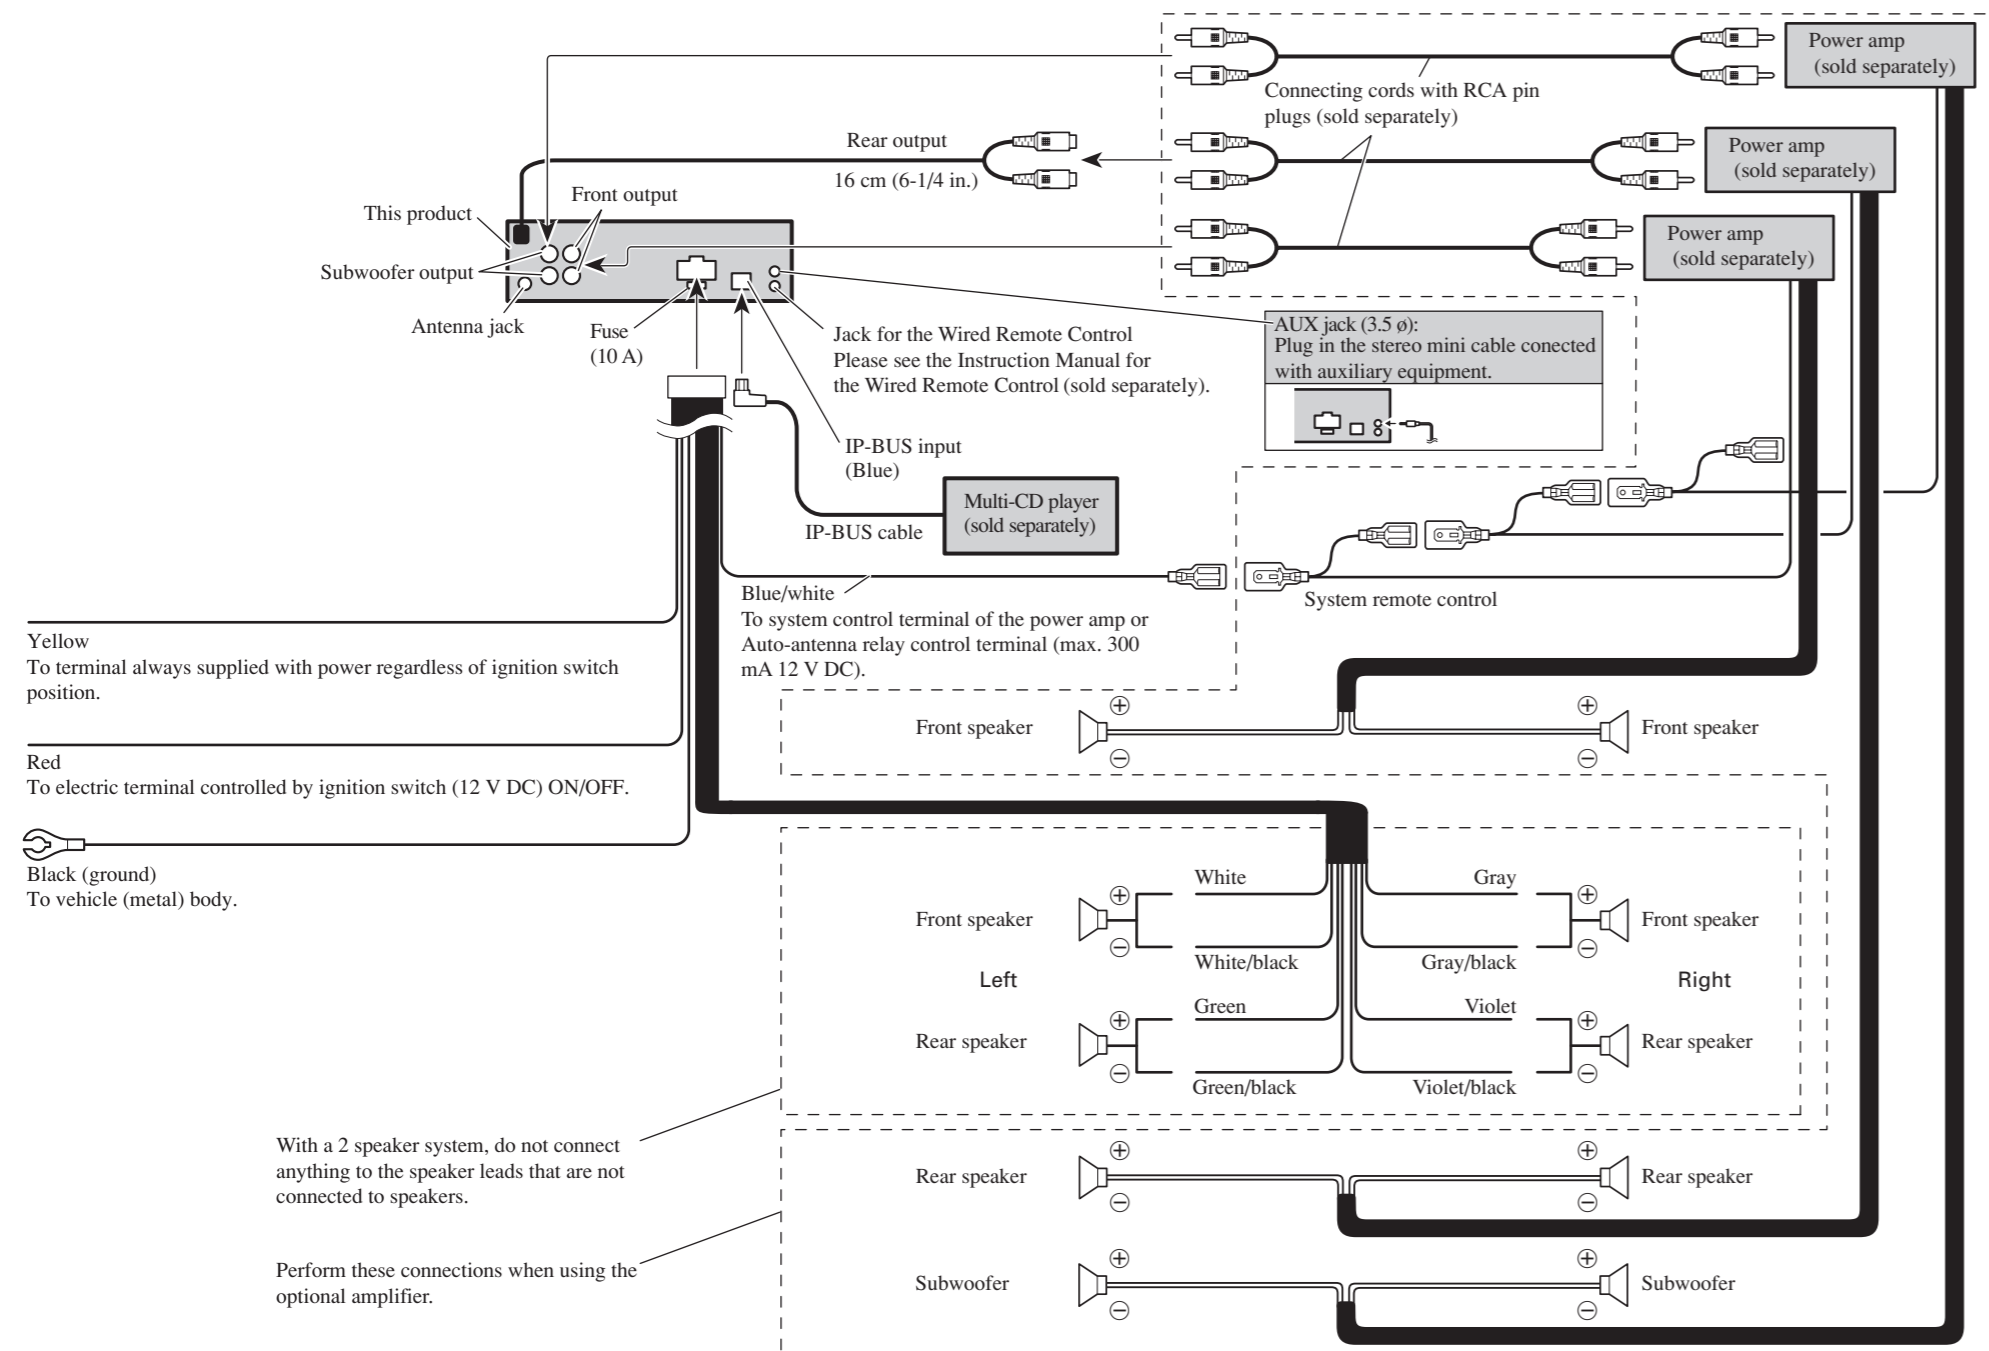 Power amp
(sold separately)
Connecting cords with RCA pin
plugs (sold separately)
Rear output
16 cm (6-1/4 in.)
Power amp
(sold separately)
Front output
This product
Subwoofer output
Power amp
(sold separately)
Antenna jack
Fuse
(10 A)
Jack for the Wired Remote Control
Please see the Instruction Manual for
the Wired Remote Control (sold separately).
AUX jack (3.5 ø):
Plug in the stereo mini cable conected
with auxiliary equipment.
IP-BUS input
(Blue)
Multi-CD player
(sold separately)
IP-BUS cable
Blue/white
To system control terminal of the power amp or
Auto-antenna relay control terminal (max. 300
mA 12 V DC).
System remote control
Yellow
To terminal always supplied with power regardless of ignition switch
position.
Red
To electric terminal controlled by ignition switch (12 V DC) ON/OFF.
Black (ground)
To vehicle (metal) body.
Front speaker
⊕
⊖
⊕
⊖
Front speaker
White
Gray
Front speaker
⊕
⊖
⊕
⊖
Front speaker
White/black
Gray/black
Left
Right
Green
Violet
Rear speaker
⊕
⊖
⊕
⊖
Rear speaker
Green/black
Violet/black
With a 2 speaker system, do not connect
anything to the speaker leads that are not
connected to speakers.
Rear speaker
⊕
⊖
⊕
⊖
Rear speaker
Perform these connections when using the
optional amplifier.
Subwoofer
⊕
⊖
⊕
⊖
Subwoofer